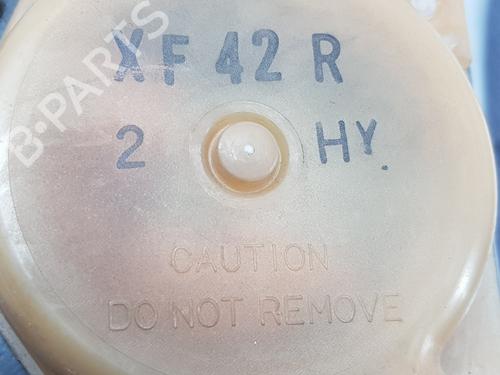 B-PARTS
XF 42 R
2 HY.
CAUTION
DO NOT REMOVE